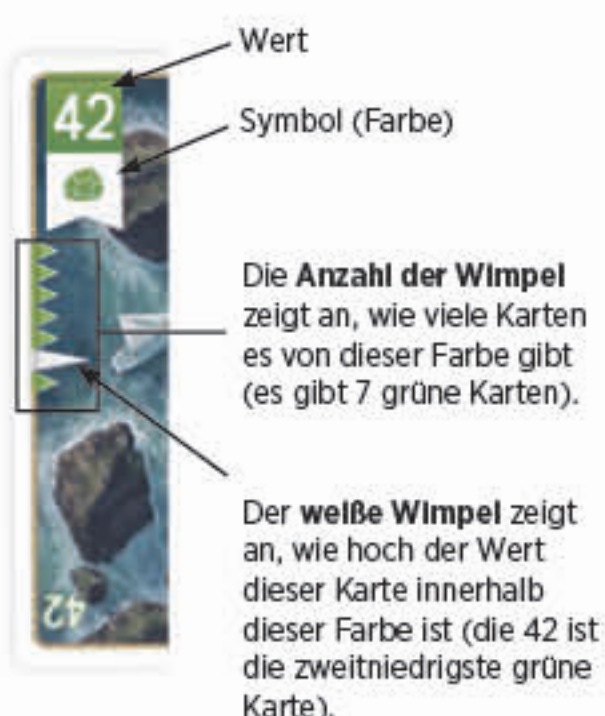 Wert
42
Symbol (Farbe)
Die Anzahl der Wimpel
zeigt an, wie viele Karten
es von dieser Farbe gibt
(es gibt 7 grüne Karten).
Der weiße Wimpel zeigt
an, wie hoch der Wert
dieser Karte innerhalb
dieser Farbe ist (die 42 ist
die zweitniedrigste grüne
Karte).
42